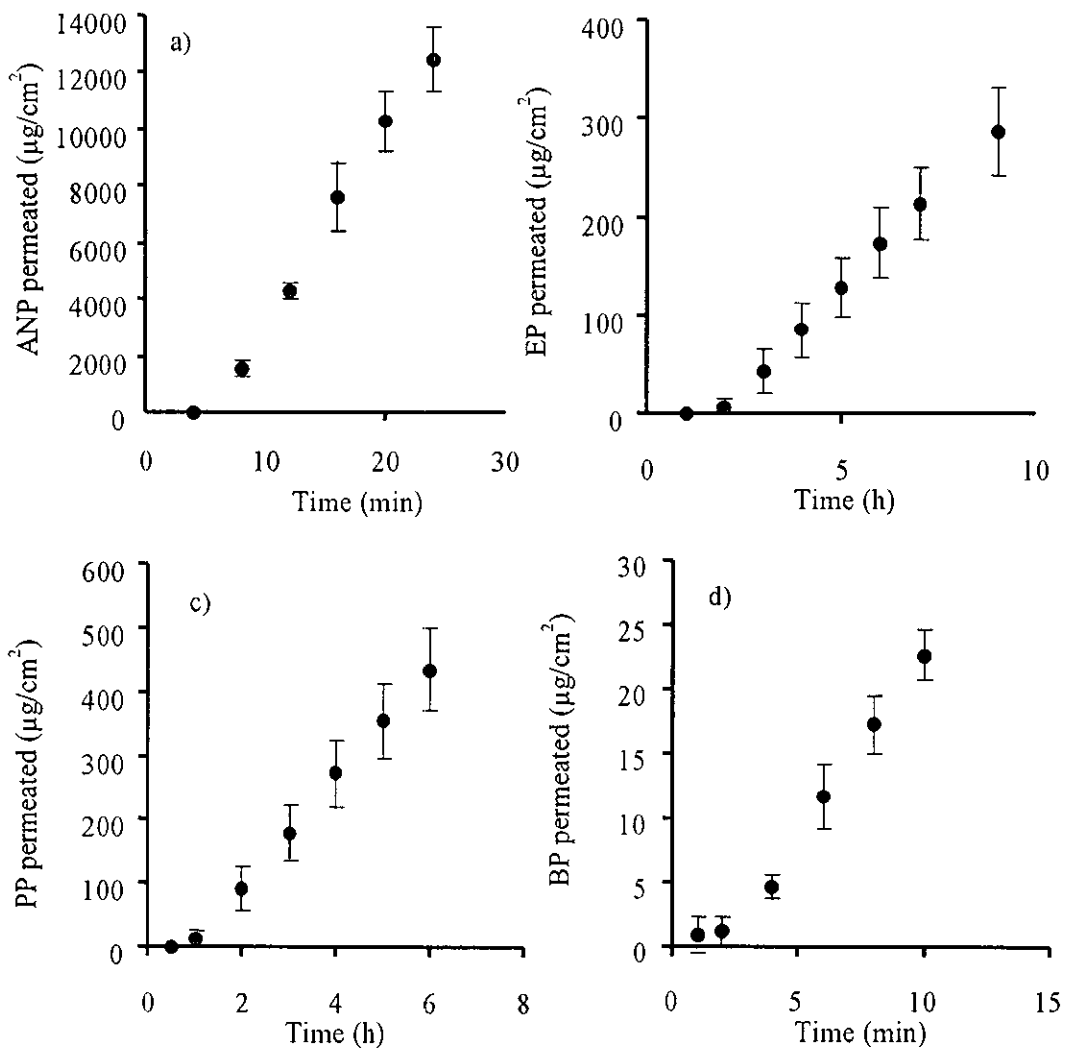 a)
ANP permeated (µg/cm²)
14000
12000
10000
8000
6000
4000
2000
0
0 10 20 30
Time (min)
EP permeated (µg/cm²)
400
300
200
100
0
0 5 10
Time (h)
c)
PP permeated (µg/cm²)
600
500
400
300
200
100
0
0 2 4 6 8
Time (h)
d)
BP permeated (µg/cm²)
30
25
20
15
10
5
0
0 5 10 15
Time (min)